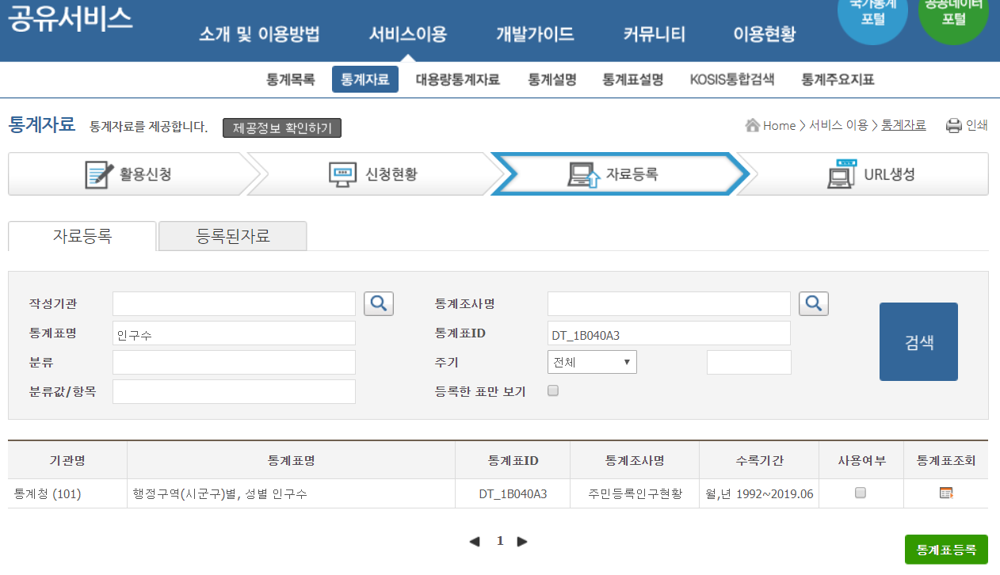 국가통계
포털
공공데이터
포털
공유서비스
소개 및 이용방법 서비스이용 개발가이드 커뮤니티 이용현황
통계목록 통계자료 대용량통계자료 통계설명 통계표설명 KOSIS통합검색 통계주요지표
통계자료 통계자료를 제공합니다. 제공정보 확인하기 Home > 서비스 이용 > 통계자료 인쇄
활용신청 신청현황 자료등록 URL생성
자료등록 등록된자료
작성기관 통계조사명
통계표명 인구수 통계표ID DT_1B040A3
분류 주기 전체
분류값/항목 등록한 표만 보기
검색
기관명 통계표명 통계표ID 통계조사명 수록기간 사용여부 통계표조회
통계청 (101) 행정구역(시군구)별, 성별 인구수 DT_1B040A3 주민등록인구현황 월,년 1992~2019.06
◀ 1 ▶
통계표등록